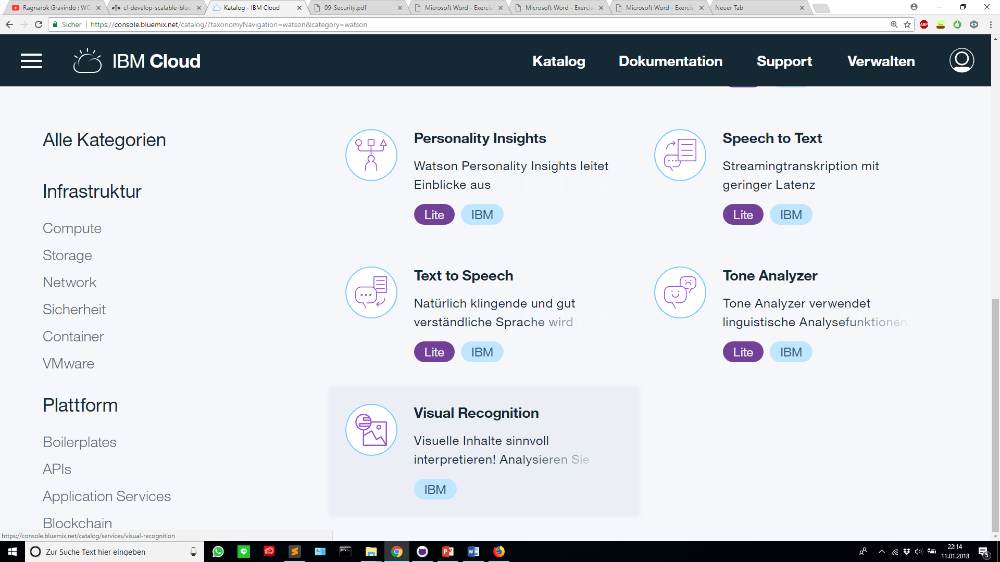 Ragnarok Gravindo : WO
cl-develop-scalable-blue
Katalog - IBM Cloud
09-Security.pdf
Microsoft Word - Exercis
Microsoft Word - Exercis
Microsoft Word - Exercis
Neuer Tab
Sicher
https://console.bluemix.net/catalog/?taxonomyNavigation=watson&category=watson
ABP
IBM Cloud
Katalog
Dokumentation
Support
Verwalten
Alle Kategorien
Infrastruktur
Compute
Storage
Network
Sicherheit
Container
VMware
Plattform
Boilerplates
APIs
Application Services
Blockchain
Personality Insights
Watson Personality Insights leitet
Einblicke aus
Lite
IBM
Speech to Text
Streamingtranskription mit
geringer Latenz
Lite
IBM
Text to Speech
Natürlich klingende und gut
verständliche Sprache wird
Lite
IBM
Tone Analyzer
Tone Analyzer verwendet
linguistische Analysefunktionen,
Lite
IBM
Visual Recognition
Visuelle Inhalte sinnvoll
interpretieren! Analysieren Sie
IBM
https://console.bluemix.net/catalog/services/visual-recognition
Zur Suche Text hier eingeben
22:14
11.01.2018
5